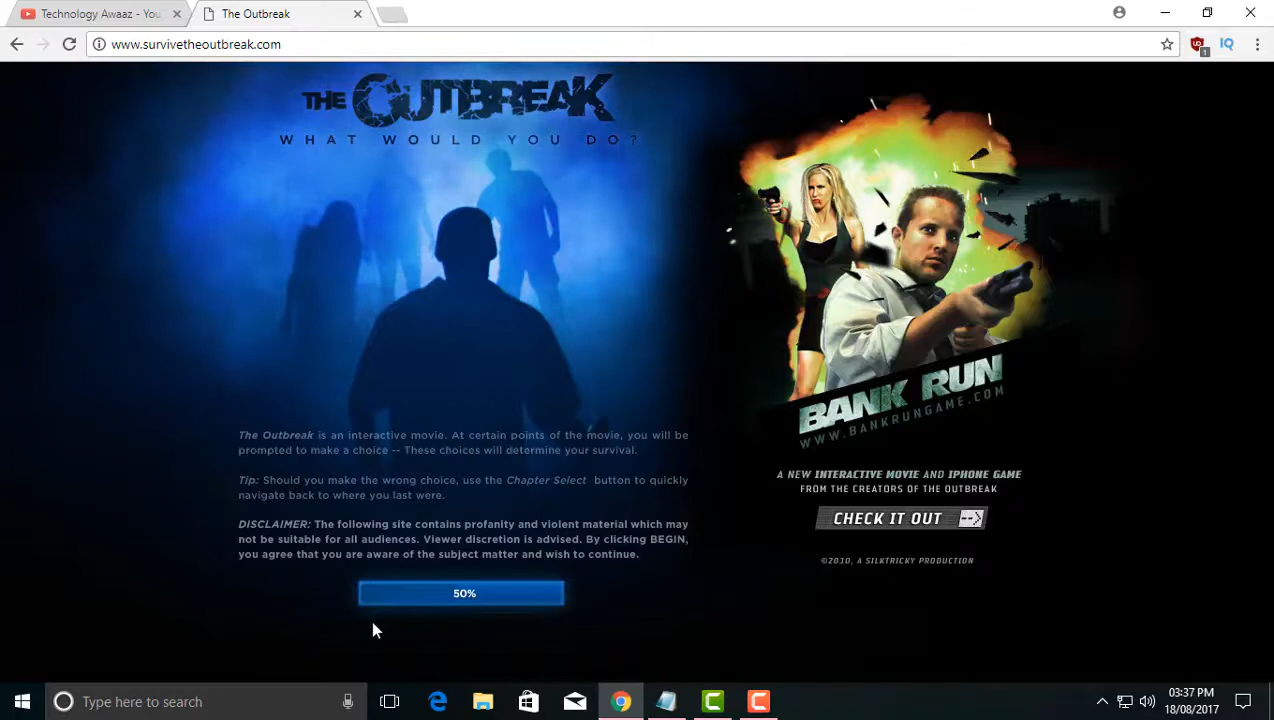 Technology Awaaz - You
The Outbreak
www.survivetheoutbreak.com
THE OUTBREAK
WHAT WOULD YOU DO?
The Outbreak is an interactive movie. At certain points of the movie, you will be
prompted to make a choice -- These choices will determine your survival.
Tip: Should you make the wrong choice, use the Chapter Select button to quickly
navigate back to where you last were.
DISCLAIMER: The following site contains profanity and violent material which may
not be suitable for all audiences. Viewer discretion is advised. By clicking BEGIN,
you agree that you are aware of the subject matter and wish to continue.
50%
BANK RUN
WWW.BANKRUNGAME.COM
A NEW INTERACTIVE MOVIE AND IPHONE GAME
FROM THE CREATORS OF THE OUTBREAK
CHECK IT OUT
©2010, A SILKTRICKY PRODUCTION
1
IQ
Type here to search
03:37 PM
18/08/2017